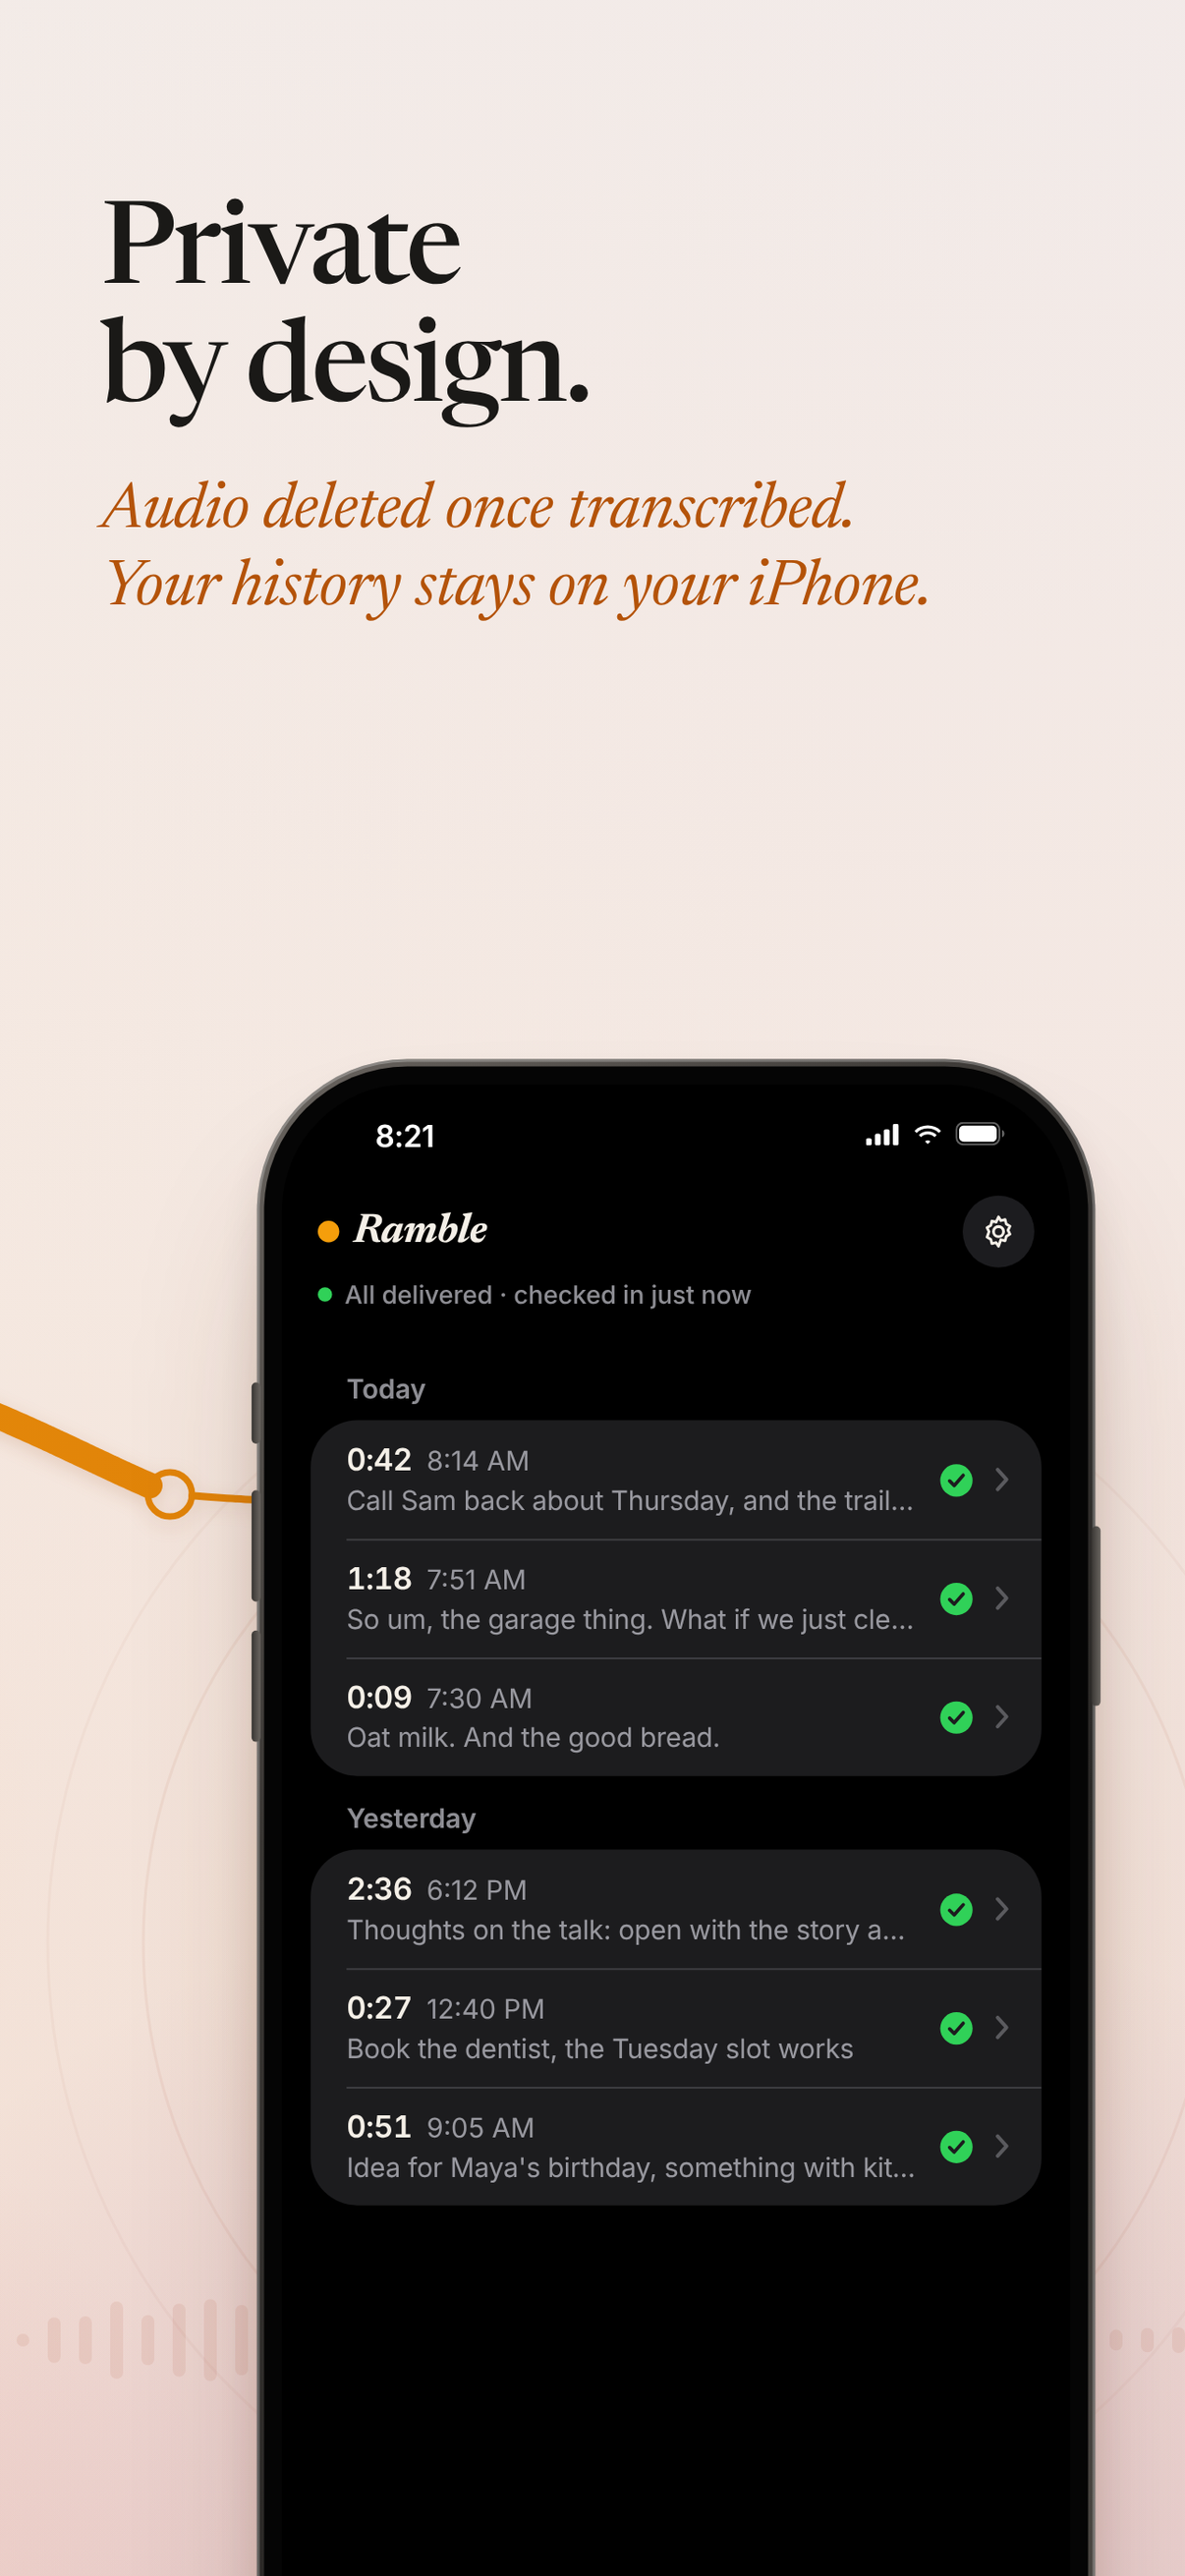 Private
by design.
Audio deleted once transcribed.
Your history stays on your iPhone.
8:21
Ramble
All delivered · checked in just now
Today
0:42 8:14 AM
Call Sam back about Thursday, and the trail...
1:18 7:51 AM
So um, the garage thing. What if we just cle...
0:09 7:30 AM
Oat milk. And the good bread.
Yesterday
2:36 6:12 PM
Thoughts on the talk: open with the story a...
0:27 12:40 PM
Book the dentist, the Tuesday slot works
0:51 9:05 AM
Idea for Maya's birthday, something with kit...